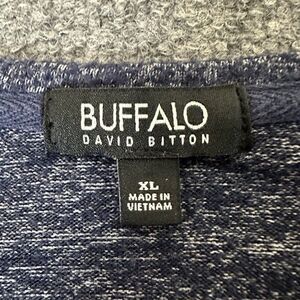 BUFFALO
DAVID BITTON
XL
MADE IN
VIETNAM